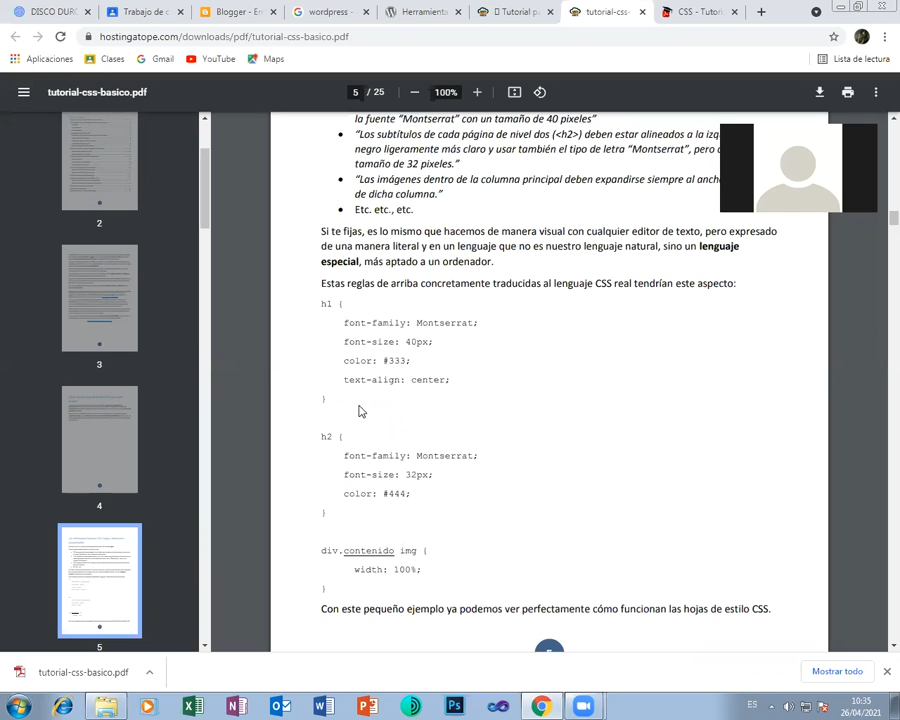 DISCO DURO
Trabajo de c
Blogger - En
wordpress -
Herramienta
Tutorial pa
tutorial-css-
CSS - Tutori
hostingatope.com/downloads/pdf/tutorial-css-basico.pdf
Aplicaciones
Clases
Gmail
YouTube
Maps
Lista de lectura
tutorial-css-basico.pdf
5 / 25
100%
la fuente “Montserrat” con un tamaño de 40 pixeles”
“Los subtítulos de cada página de nivel dos (<h2>) deben estar alineados a la izq
negro ligeramente más claro y usar también el tipo de letra “Montserrat”, pero
tamaño de 32 pixeles.”
“Las imágenes dentro de la columna principal deben expandirse siempre al anch
de dicha columna.”
Etc. etc., etc.
Si te fijas, es lo mismo que hacemos de manera visual con cualquier editor de texto, pero expresado
de una manera literal y en un lenguaje que no es nuestro lenguaje natural, sino un lenguaje
especial, más aptado a un ordenador.
Estas reglas de arriba concretamente traducidas al lenguaje CSS real tendrían este aspecto:
h1 {
font-family: Montserrat;
font-size: 40px;
color: #333;
text-align: center;
}
h2 {
font-family: Montserrat;
font-size: 32px;
color: #444;
}
div.contenido img {
width: 100%;
}
Con este pequeño ejemplo ya podemos ver perfectamente cómo funcionan las hojas de estilo CSS.
2
3
4
5
tutorial-css-basico.pdf
Mostrar todo
ES
10:35
26/04/2021